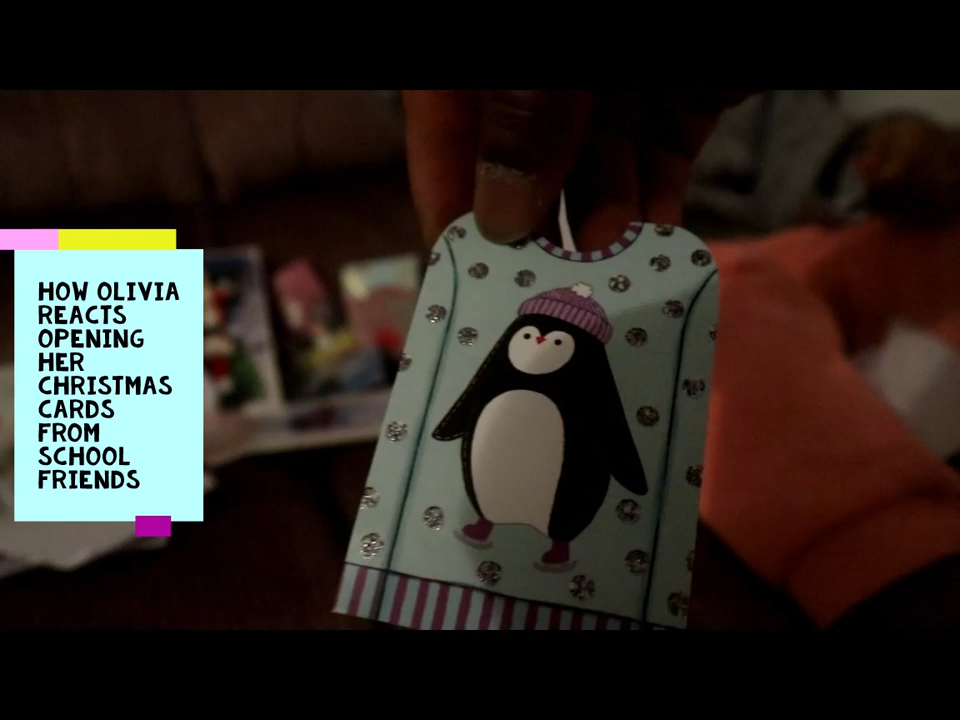 HOW OLIVIA
REACTS
OPENING
HER
CHRISTMAS
CARDS
FROM
SCHOOL
FRIENDS